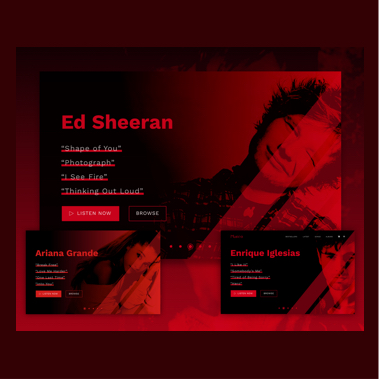 Ed Sheeran
"Shape of You"
"Photograph"
"I See Fire"
"Thinking Out Loud"
LISTEN NOW
BROWSE
Ariana Grande
"Break Free"
"Love Me Harder"
"One Last Time"
"Into You"
LISTEN NOW
BROWSE
Enrique Iglesias
"I Like It"
"Somebody's Me"
"Tired of Being Sorry"
LISTEN NOW
BROWSE